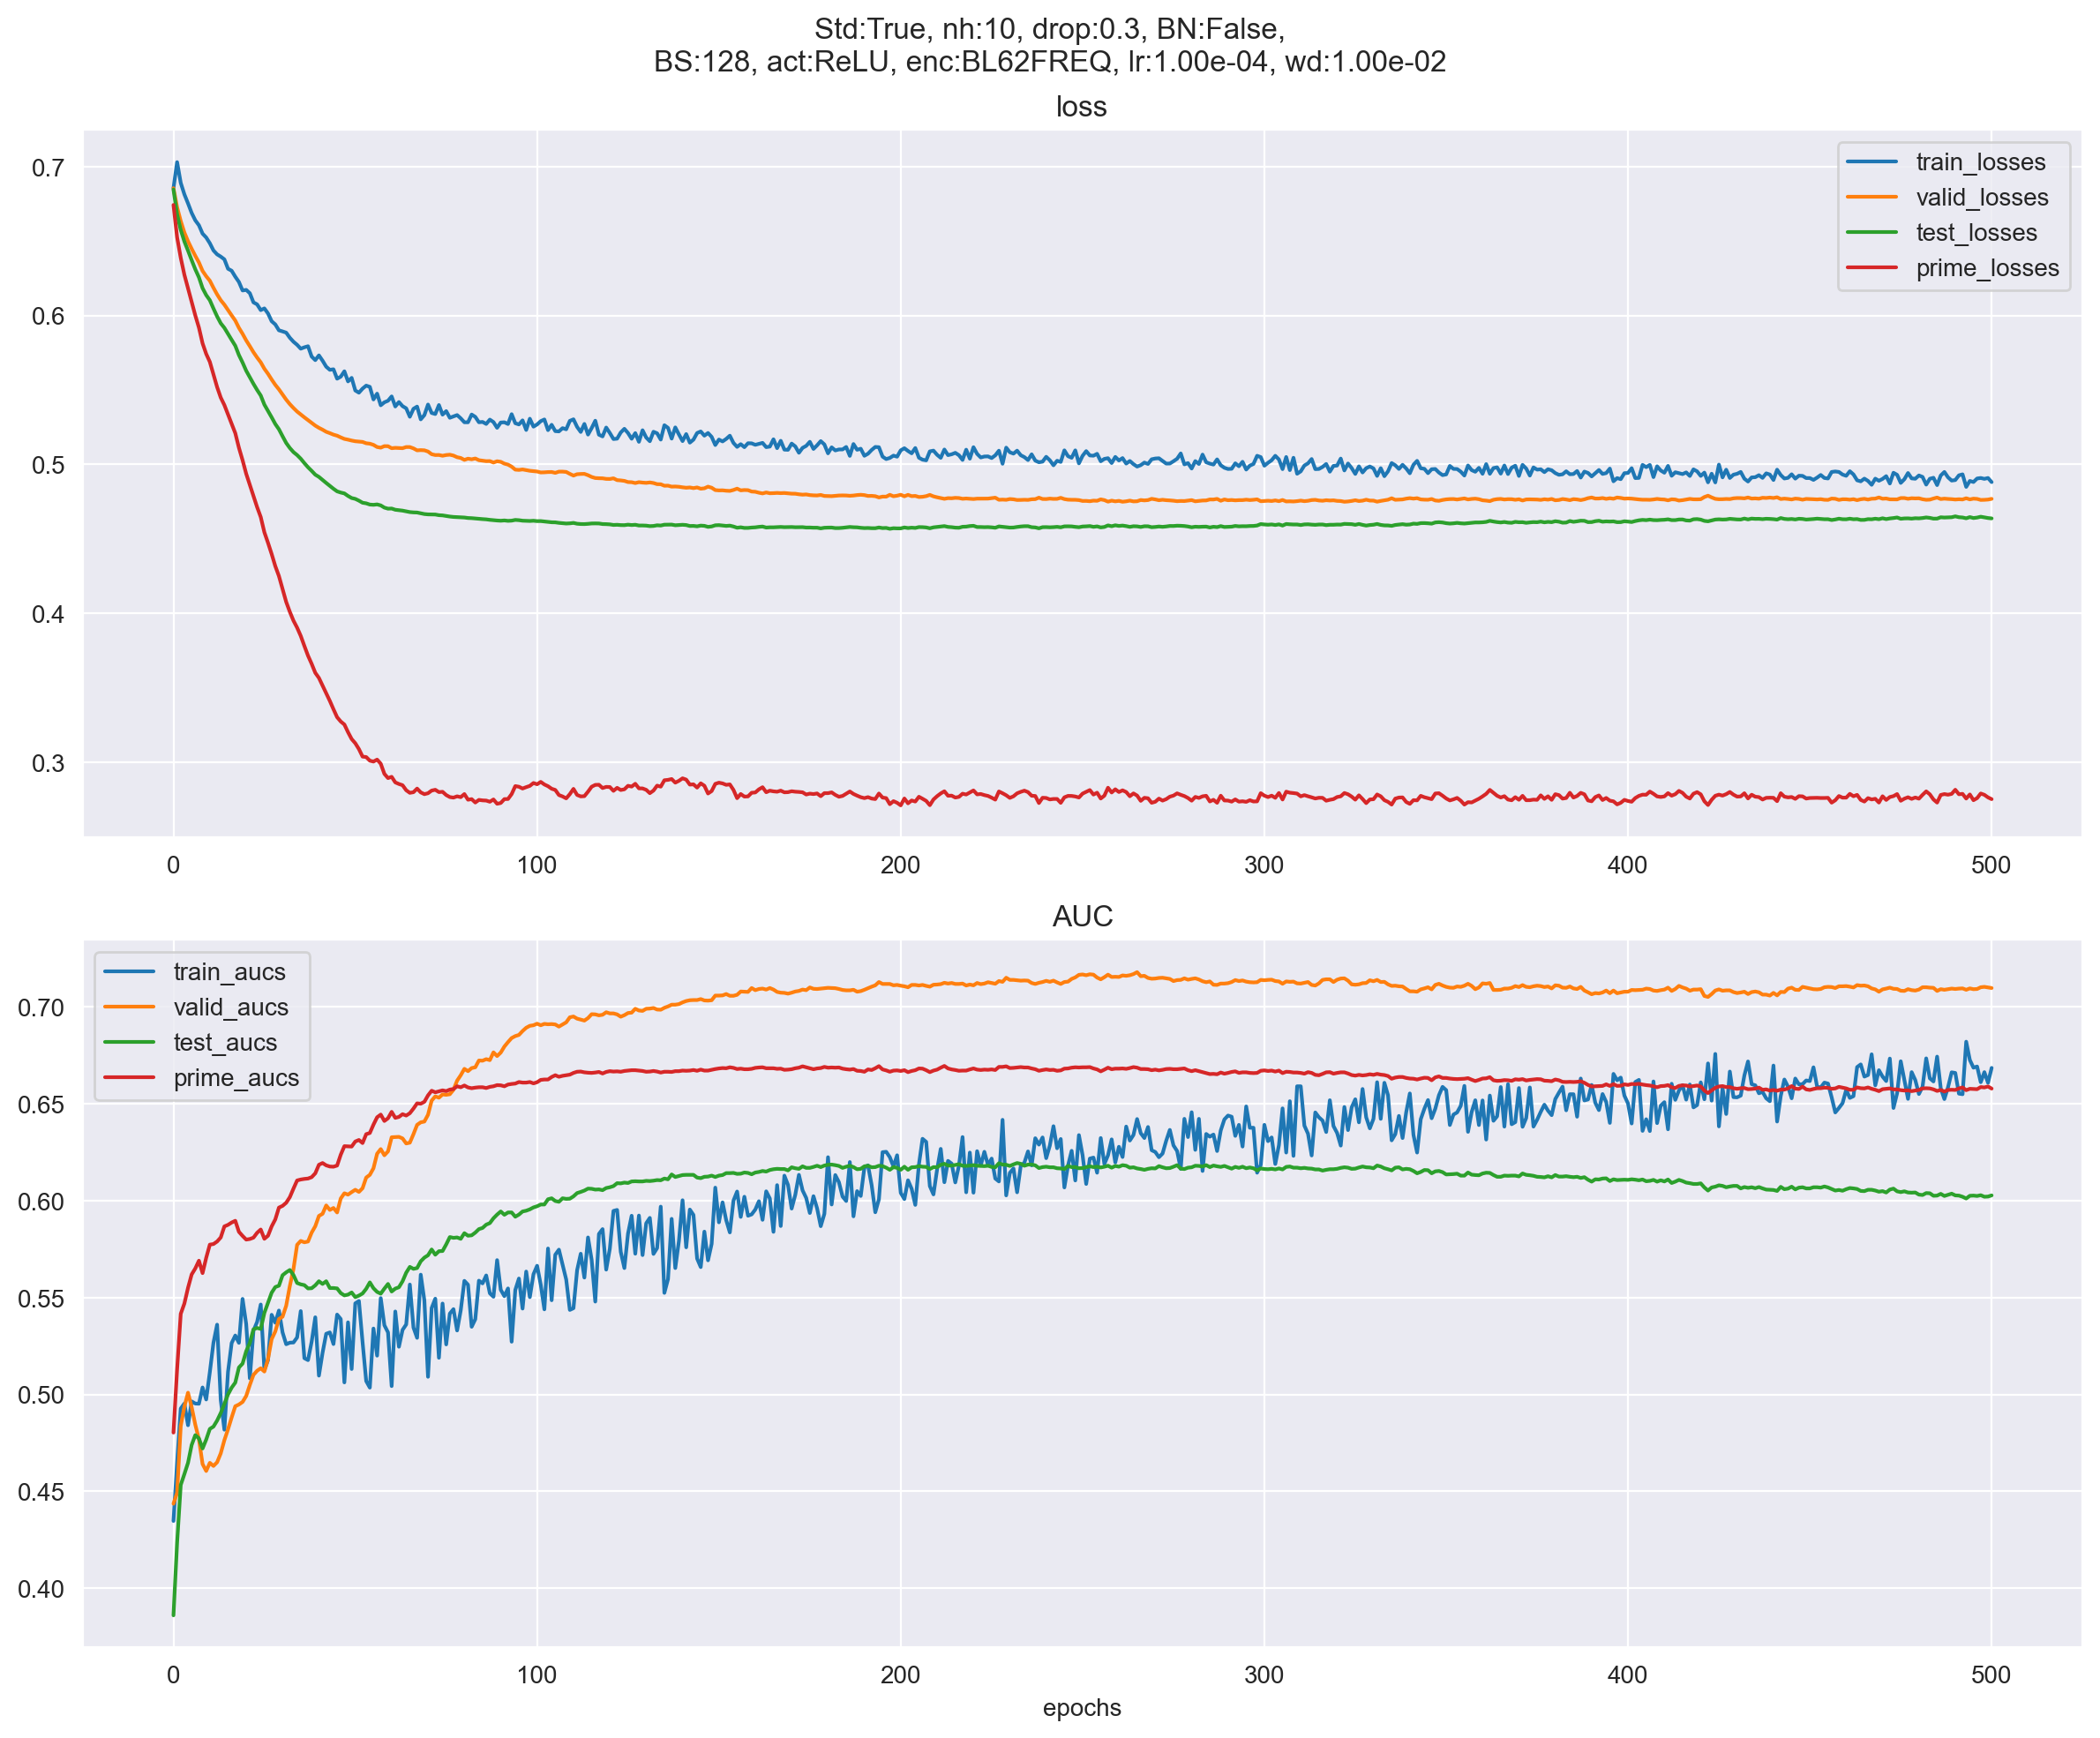 Std:True, nh:10, drop:0.3, BN:False,
BS:128, act:ReLU, enc:BL62FREQ, lr:1.00e-04, wd:1.00e-02
loss
0.7
0.6
0.5
0.4
0.3
train_losses
valid_losses
test_losses
prime_losses
0 100 200 300 400 500
AUC
train_aucs
valid_aucs
test_aucs
prime_aucs
0.70
0.65
0.60
0.55
0.50
0.45
0.40
0 100 200 300 400 500
epochs